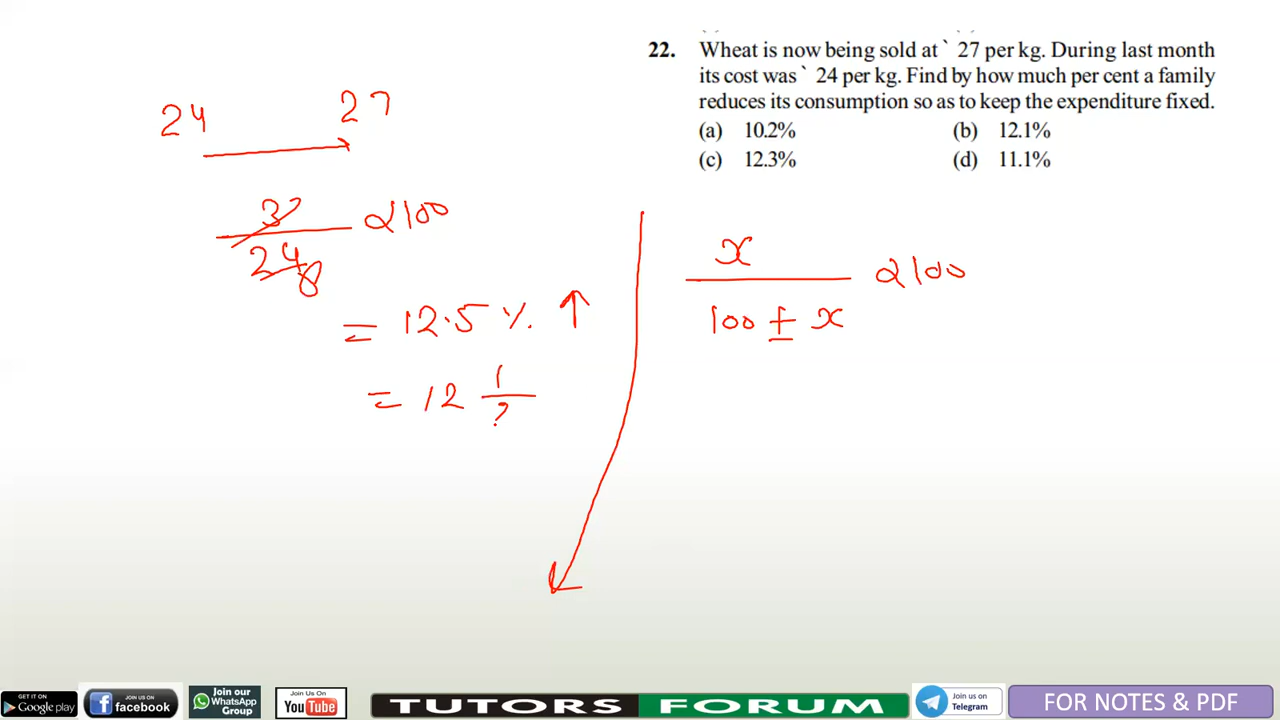 22. Wheat is now being sold at ` 27 per kg. During last month
its cost was ` 24 per kg. Find by how much per cent a family
reduces its consumption so as to keep the expenditure fixed.
(a) 10.2% (b) 12.1%
(c) 12.3% (d) 11.1%
24 27
3
24 8
×100
= 12.5 %
= 12 1
x
100 ± x
×100
GET IT ON
Google play
JOIN US ON
facebook
Join our
WhatsApp
Group
Join Us On
YouTube
TUTORS FORUM
Join us on
Telegram
FOR NOTES & PDF